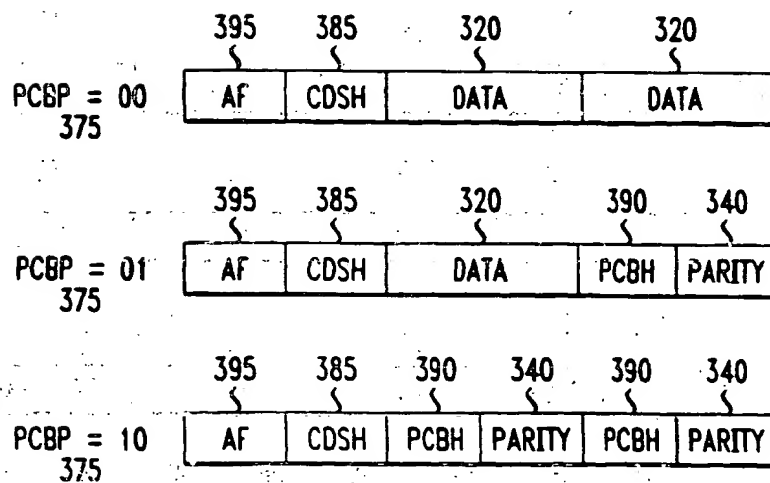 395 385 320 320
PCBP = 00 AF CDSH DATA DATA
375
395 385 320 390 340
PCBP = 01 AF CDSH DATA PCBH PARITY
375
395 385 390 340 390 340
PCBP = 10 AF CDSH PCBH PARITY PCBH PARITY
375